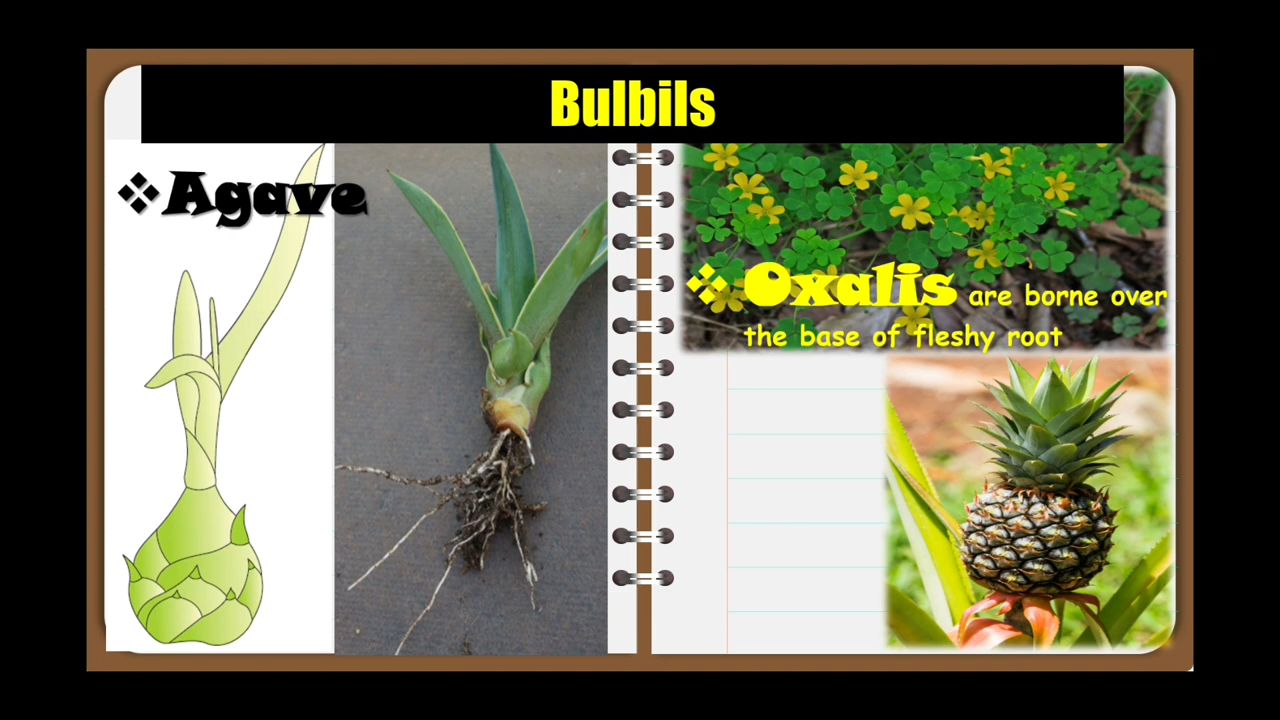 Bulbils
❖Agave
❖ Oxalis are borne over
the base of fleshy root